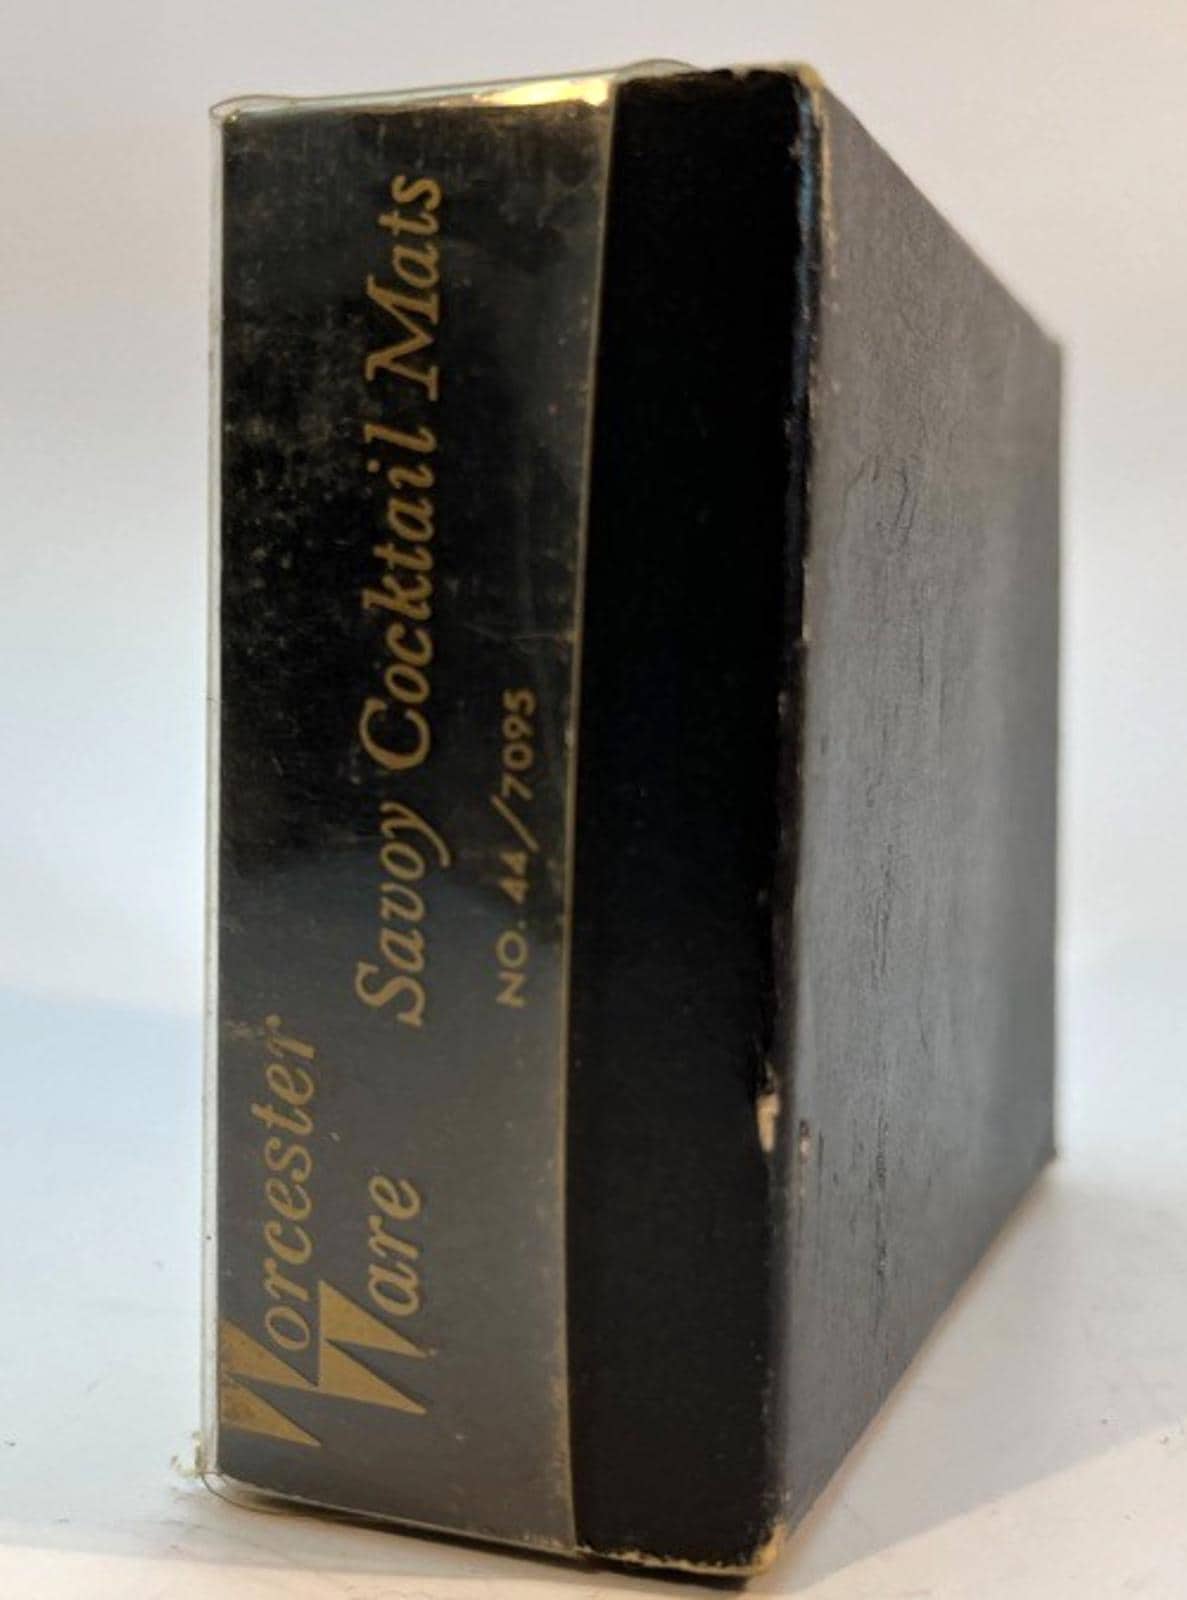 Worcester
Ware
Savoy Cocktail Mats
NO. 44/7095